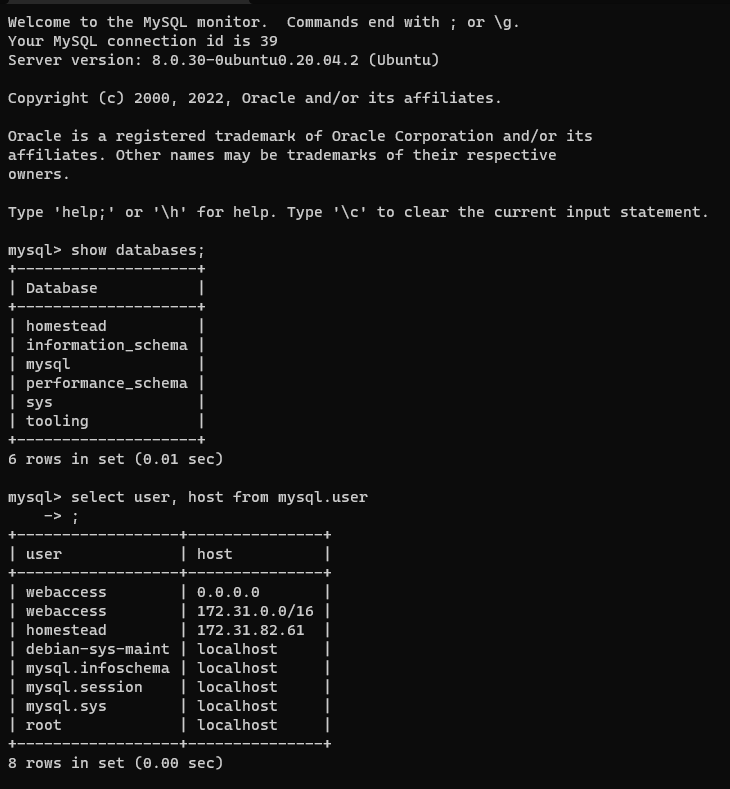 Welcome to the MySQL monitor.  Commands end with ; or \g.
Your MySQL connection id is 39
Server version: 8.0.30-0ubuntu0.20.04.2 (Ubuntu)

Copyright (c) 2000, 2022, Oracle and/or its affiliates.

Oracle is a registered trademark of Oracle Corporation and/or its
affiliates. Other names may be trademarks of their respective
owners.

Type 'help;' or '\h' for help. Type '\c' to clear the current input statement.

mysql> show databases;
+--------------------+
| Database           |
+--------------------+
| homestead          |
| information_schema |
| mysql              |
| performance_schema |
| sys                |
| tooling            |
+--------------------+
6 rows in set (0.01 sec)

mysql> select user, host from mysql.user
    -> ;
+------------------+---------------+
| user             | host          |
+------------------+---------------+
| webaccess        | 0.0.0.0       |
| webaccess        | 172.31.0.0/16 |
| homestead        | 172.31.82.61  |
| debian-sys-maint | localhost     |
| mysql.infoschema | localhost     |
| mysql.session    | localhost     |
| mysql.sys        | localhost     |
| root             | localhost     |
+------------------+---------------+
8 rows in set (0.00 sec)